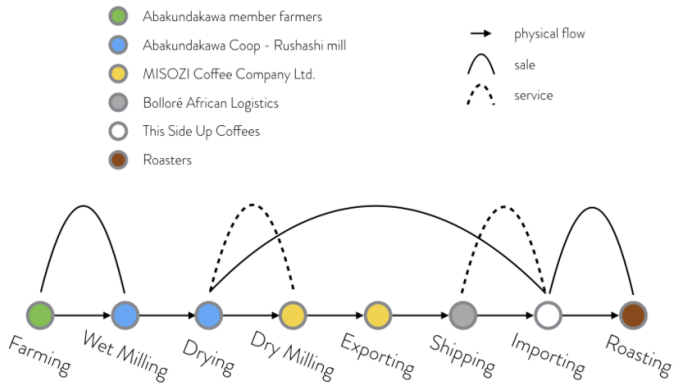 Abakundakawa member farmers
Abakundakawa Coop - Rushashi mill
MISOZI Coffee Company Ltd.
Bolloré African Logistics
This Side Up Coffees
Roasters
physical flow
sale
service
Farming
Wet Milling
Drying
Dry Milling
Exporting
Shipping
Importing
Roasting